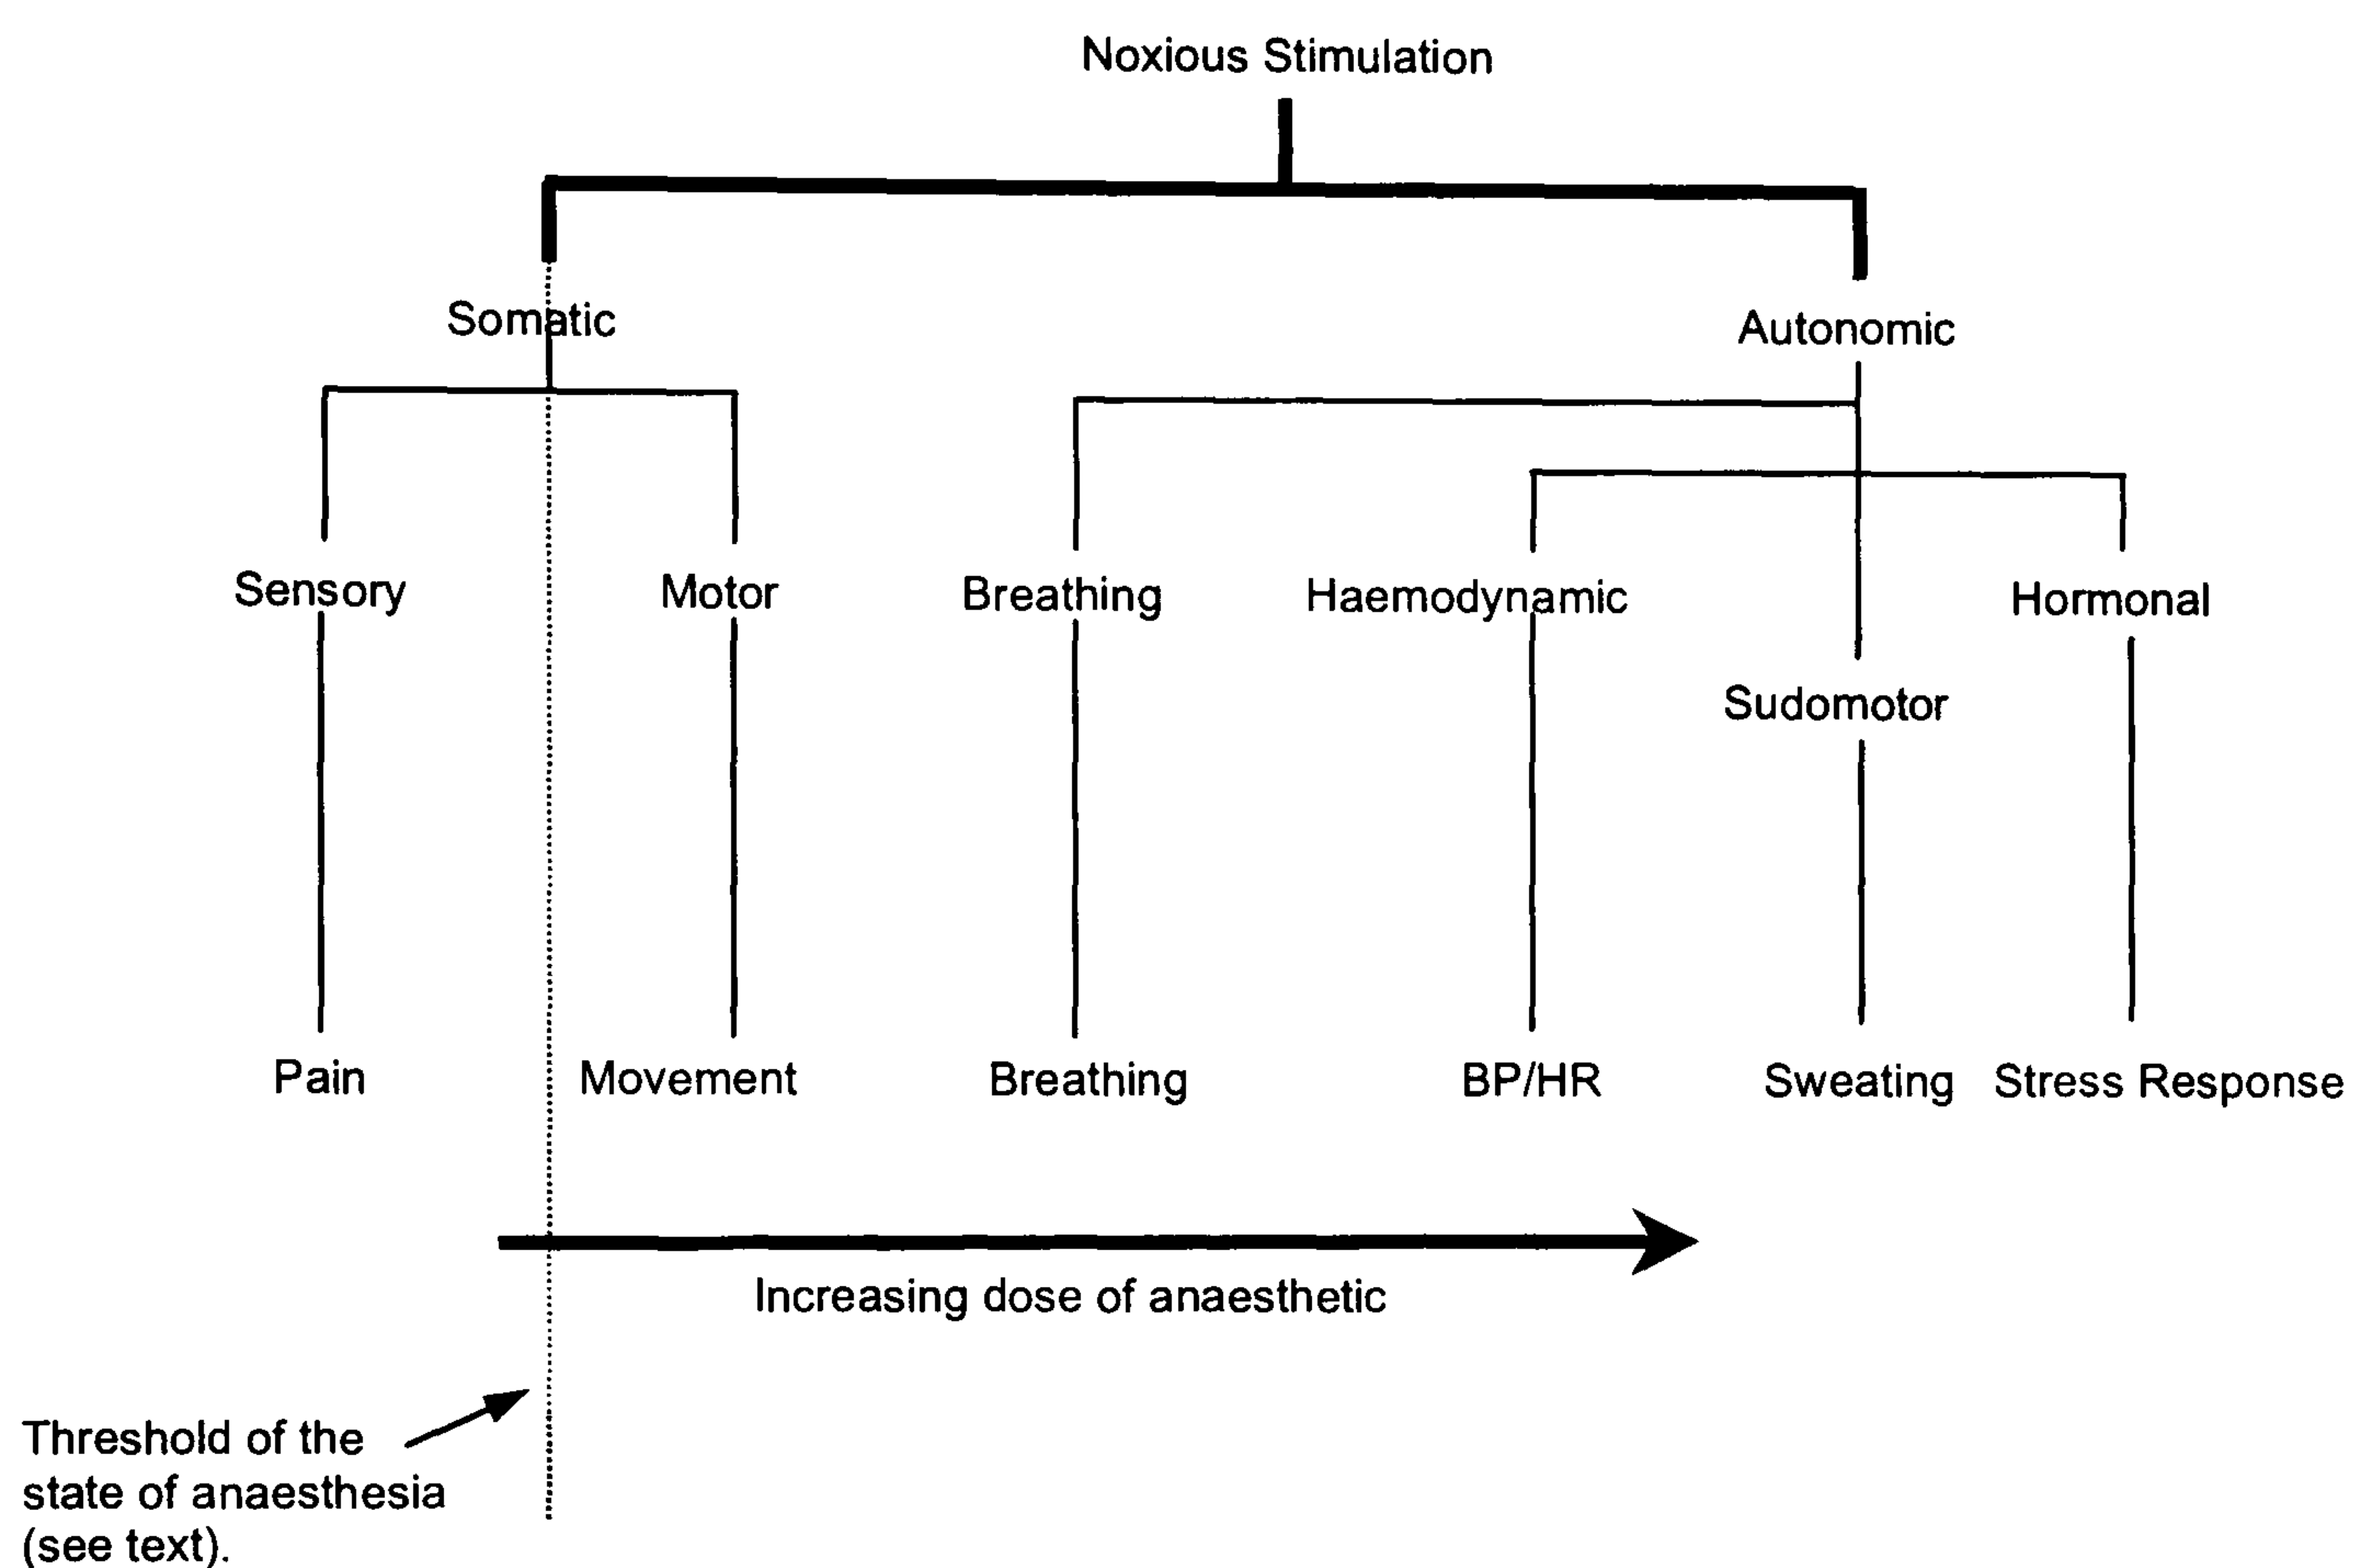 Noxious Stimulation
Somatic
Autonomic
Sensory
Motor
Breathing
Haemodynamic
Hormonal
Sudomotor
Pain
Movement
Breathing
BP/HR
Sweating
Stress Response
Increasing dose of anaesthetic
Threshold of the
state of anaesthesia
(see text).